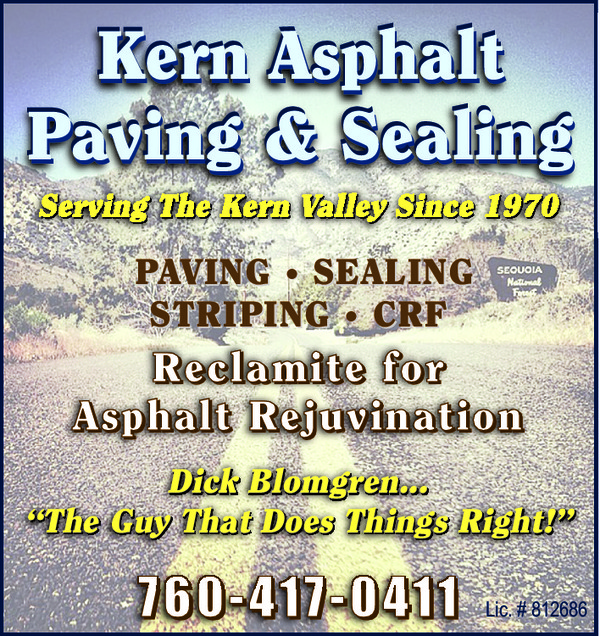 Kern Asphalt
Paving & Sealing
Serving The Kern Valley Since 1970
PAVING • SEALING
SEQUOIA
National
Forest
STRIPING • CRF
Reclamite for
Asphalt Rejuvination
Dick Blomgren...
“The Guy That Does Things Right!”
760-417-0411
Lic. # 812686